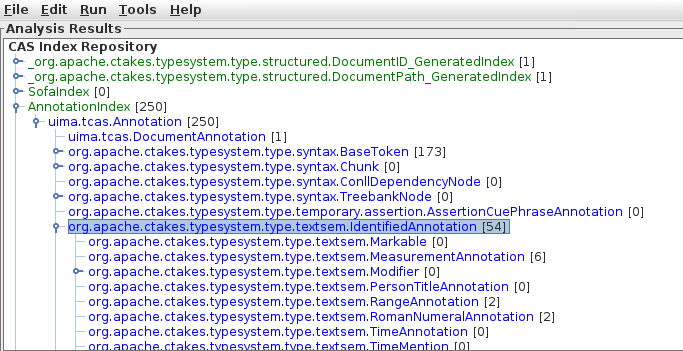 File Edit Run Tools Help
Analysis Results
CAS Index Repository
_org.apache.ctakes.typesystem.type.structured.DocumentID_GeneratedIndex [1]
_org.apache.ctakes.typesystem.type.structured.DocumentPath_GeneratedIndex [1]
SofaIndex [0]
AnnotationIndex [250]
uima.tcas.Annotation [250]
uima.tcas.DocumentAnnotation [1]
org.apache.ctakes.typesystem.type.syntax.BaseToken [173]
org.apache.ctakes.typesystem.type.syntax.Chunk [0]
org.apache.ctakes.typesystem.type.syntax.ConllDependencyNode [0]
org.apache.ctakes.typesystem.type.syntax.TreebankNode [0]
org.apache.ctakes.typesystem.type.temporary.assertion.AssertionCuePhraseAnnotation [0]
org.apache.ctakes.typesystem.type.textsem.IdentifiedAnnotation [54]
org.apache.ctakes.typesystem.type.textsem.Markable [0]
org.apache.ctakes.typesystem.type.textsem.MeasurementAnnotation [6]
org.apache.ctakes.typesystem.type.textsem.Modifier [0]
org.apache.ctakes.typesystem.type.textsem.PersonTitleAnnotation [0]
org.apache.ctakes.typesystem.type.textsem.RangeAnnotation [2]
org.apache.ctakes.typesystem.type.textsem.RomanNumeralAnnotation [2]
org.apache.ctakes.typesystem.type.textsem.TimeAnnotation [0]
org.apache.ctakes.typesystem.type.textsem.TimeMention [0]